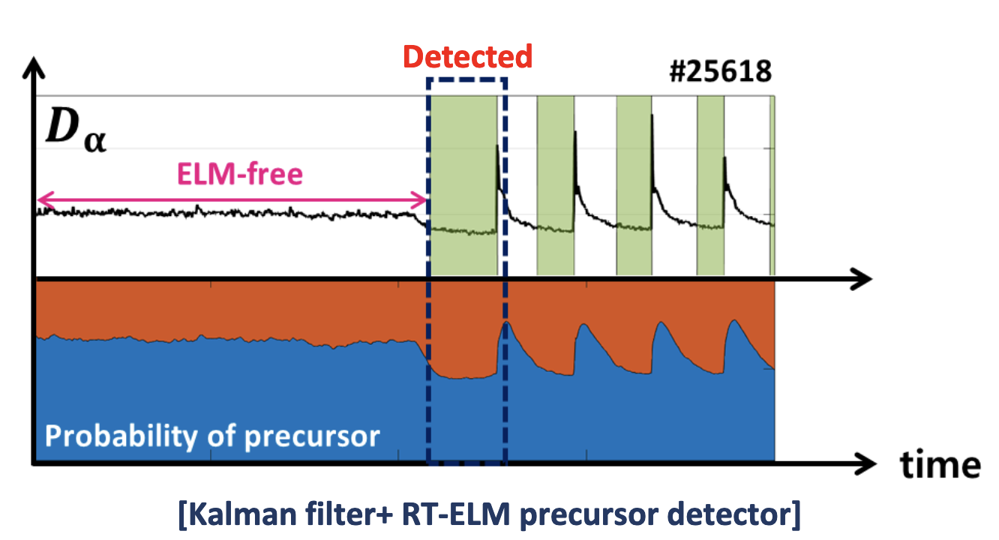 Detected
#25618
Dα
ELM-free
Probability of precursor
time
[Kalman filter+ RT-ELM precursor detector]